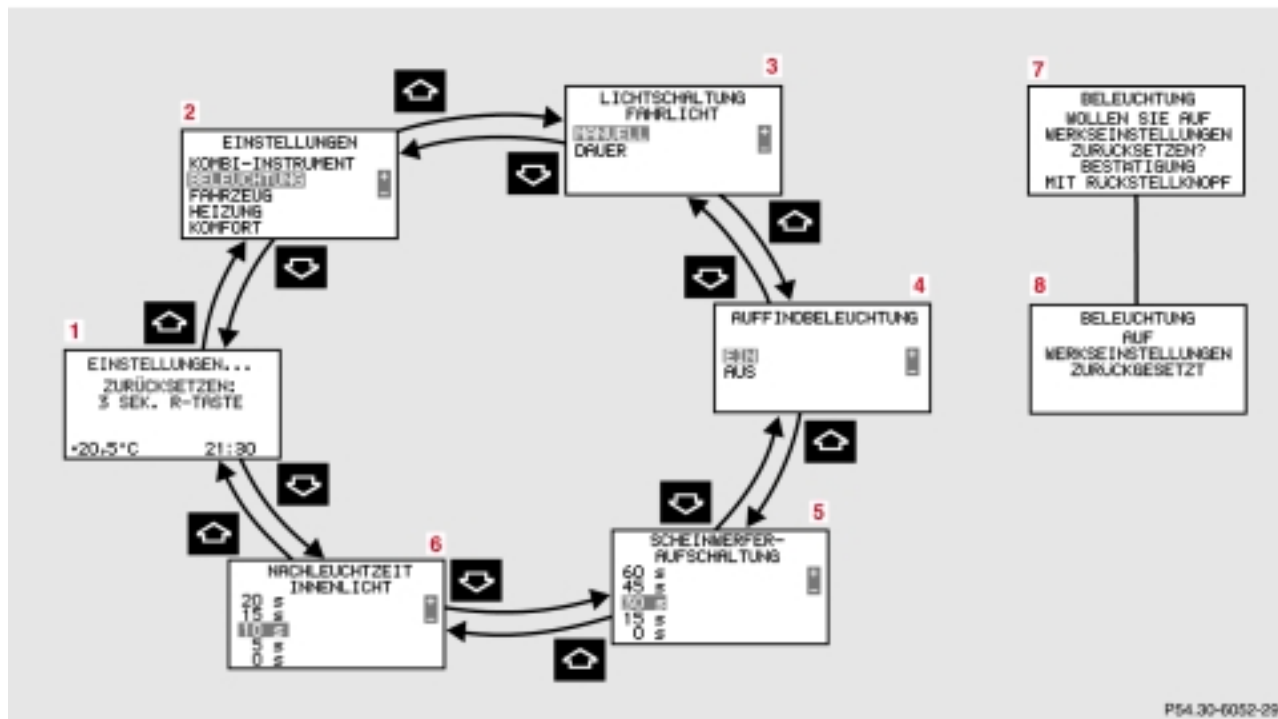 1
EINSTELLUNGEN...
ZURÜCKSETZEN:
3 SEK. R-TASTE
+20,5°C 21:30
2
EINSTELLUNGEN
KOMBI-INSTRUMENT
BELEUCHTUNG
FAHRZEUG
HEIZUNG
KOMFORT
+
-
3
LICHTSCHALTUNG
FAHRLICHT
MANUELL
DAUER
+
-
4
AUFFINDBELEUCHTUNG
EIN
AUS
+
-
5
SCHEINWERFER-
AUFSCHALTUNG
60 s
45 s
30 s
15 s
0 s
+
-
6
NACHLEUCHTZEIT
INNENLICHT
20 s
15 s
10 s
5 s
0 s
+
-
7
BELEUCHTUNG
WOLLEN SIE AUF
WERKSEINSTELLUNGEN
ZURUCKSETZEN?
BESTATIGUNG
MIT RUCKSTELLKNOPF
8
BELEUCHTUNG
AUF
WERKSEINSTELLUNGEN
ZURUCKGESETZT
P54.30-6052-29